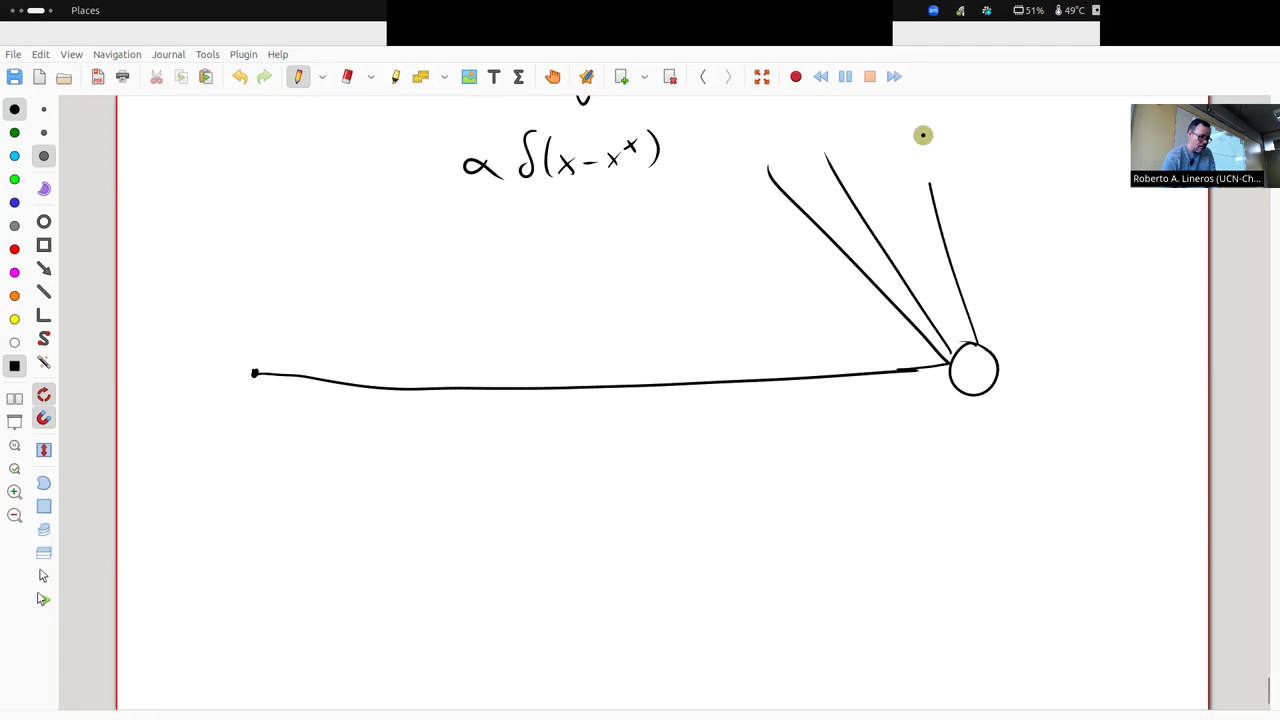 Places
51%
49°C
File Edit View Navigation Journal Tools Plugin Help
∝ δ(x - x*)
Roberto A. Lineros (UCN-Ch...